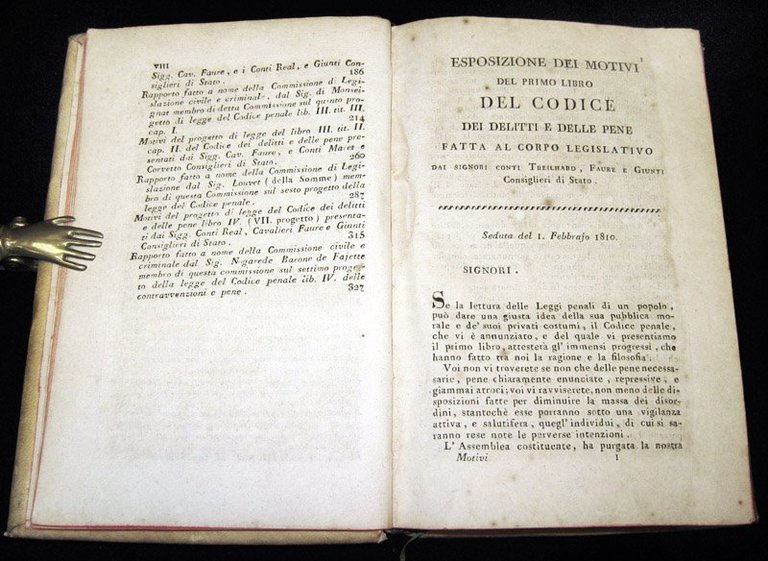 VIII
Sigg. Cav. Faure, e i Conti Real, e Giunti Con-
siglieri di Stato. 186
Rapporto fatto a nome della Commissione di Legi-
slazione civile e criminale, dal Sig. di Monsei-
gnat membro di detta Commissione sul quinto pro-
getto di legge del Codice penale lib. III. tit. III.
cap. I. 214
Motivi del progetto di legge del libro III. tit. II.
cap. II. del Codice dei delitti e delle pene pre-
sentati dai Sigg. Cav. Faure, e Conti Maret e
Corvetto Consiglieri di Stato. 260
Rapporto fatto a nome della Commissione di Legi-
slazione dal Sig. Louvet (della Somme) mem-
bro di questa Commissione sul sesto progetto della
legge del Codice penale. 287
Motivi del progetto di legge del Codice dei delitti
e delle pene libro IV. (VII. progetto) presenta-
ti dai Sigg. Conti Real, Cavalieri Faure e Giunti
Consiglieri di Stato. 315
Rapporto fatto a nome della Commissione civile e
criminale dal Sig. Nogarede Barone de Fajette
membro di questa commissione sul settimo proget-
to della legge del Codice penale lib. IV. delle
contravvenzioni e pene. 327
ESPOSIZIONE DEI MOTIVI
DEL PRIMO LIBRO
DEL CODICE
DEI DELITTI E DELLE PENE
FATTA AL CORPO LEGISLATIVO
DAI SIGNORI CONTI TREILHARD, FAURE E GIUNTI
Consiglieri di Stato.
Seduta del 1. Febbrajo 1810.
SIGNORI.
Se la lettura delle Leggi penali di un popolo,
può dare una giusta idea della sua pubblica mo-
rale e de' suoi privati costumi, il Codice penale,
che vi è annunziato, e del quale vi presentiamo
il primo libro, attesterà gl' immensi progressi, che
hanno fatto tra noi la ragione e la filosofia.
Voi non vi troverete se non che delle pene necess-
sarie, pene chiaramente enunciate, repressive, e
giammai atroci; voi vi ravviserete, non meno delle di-
sposizioni fatte per diminuire la massa dei disor-
dini, stantechè esse porranno sotto una vigilanza
attiva, e salutifera, quegl' individui, di cui si sa-
ranno rese note le perverse intenzioni.
L' Assemblea costituente, ha purgata la nostra
Motivi 1